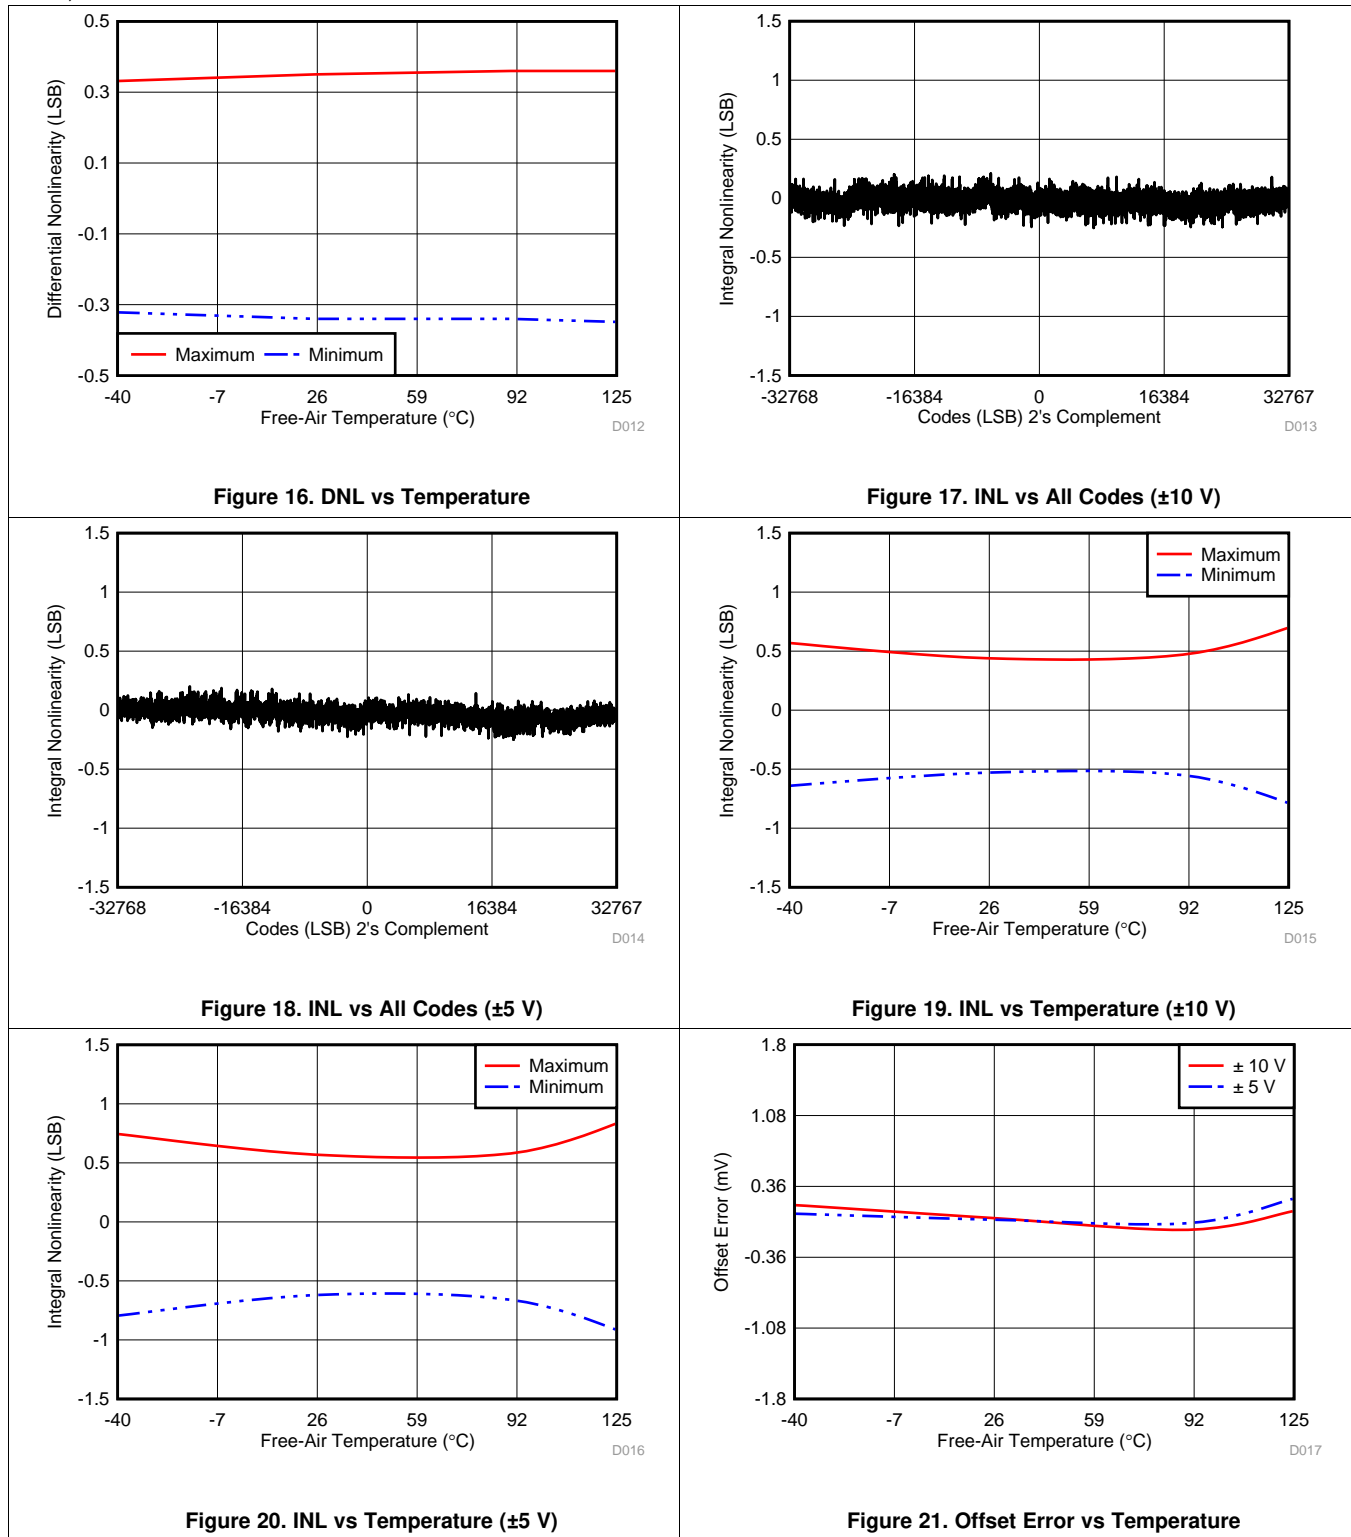 0.5
0.3
0.1
-0.1
-0.3
-0.5
Differential Nonlinearity (LSB)
Maximum Minimum
-40 -7 26 59 92 125
Free-Air Temperature (°C)
D012
Figure 16. DNL vs Temperature
1.5
1
0.5
0
-0.5
-1
-1.5
Integral Nonlinearity (LSB)
-32768 -16384 0 16384 32767
Codes (LSB) 2's Complement
D013
Figure 17. INL vs All Codes (±10 V)
1.5
1
0.5
0
-0.5
-1
-1.5
Integral Nonlinearity (LSB)
-32768 -16384 0 16384 32767
Codes (LSB) 2's Complement
D014
Figure 18. INL vs All Codes (±5 V)
1.5
1
0.5
0
-0.5
-1
-1.5
Integral Nonlinearity (LSB)
Maximum
Minimum
-40 -7 26 59 92 125
Free-Air Temperature (°C)
D015
Figure 19. INL vs Temperature (±10 V)
1.5
1
0.5
0
-0.5
-1
-1.5
Integral Nonlinearity (LSB)
Maximum
Minimum
-40 -7 26 59 92 125
Free-Air Temperature (°C)
D016
Figure 20. INL vs Temperature (±5 V)
1.8
1.08
0.36
-0.36
-1.08
-1.8
Offset Error (mV)
± 10 V
± 5 V
-40 -7 26 59 92 125
Free-Air Temperature (°C)
D017
Figure 21. Offset Error vs Temperature